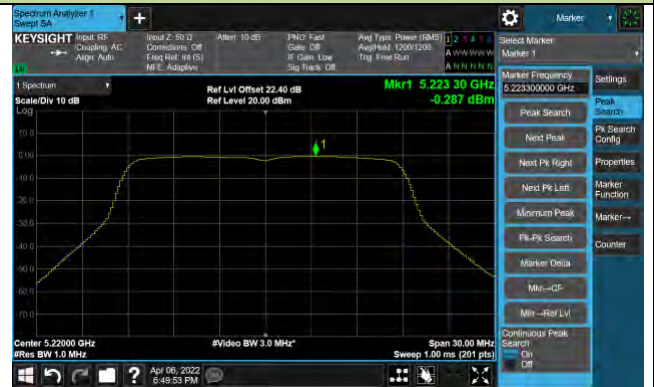 Spectrum Analyzer 1
Swept SA
+
Marker
KEYSIGHT
Input: RF
Coupling: AC
Align: Auto
Input Z: 50 Ω
Corrections: Off
Freq Ref: Int (S)
NFE: Adaptive
Atten: 10 dB
PNO: Fast
Gate: Off
IF Gain: Low
Sig Track: Off
Avg Type: Power (RMS)
Avg|Hold: 1200/1200
Trig: Free Run
1 2 3 4 5 6
A W W W W W
A N N N N N
Select Marker
Marker 1
1 Spectrum
Scale/Div 10 dB
Log
Ref Lvl Offset 22.40 dB
Ref Level 20.00 dBm
Mkr1 5.223 30 GHz
-0.287 dBm
10.0
0.00
-10.0
-20.0
-30.0
-40.0
-50.0
-60.0
-70.0
1
Center 5.22000 GHz
#Res BW 1.0 MHz
#Video BW 3.0 MHz*
Span 30.00 MHz
Sweep 1.00 ms (201 pts)
Marker Frequency
5.223300000 GHz
Peak Search
Next Peak
Next Pk Right
Next Pk Left
Minimum Peak
Pk-Pk Search
Marker Delta
Mkr→CF
Mkr→Ref Lvl
Continuous Peak
Search
On
Off
Settings
Peak
Search
Pk Search
Config
Properties
Marker
Function
Marker→
Counter
?
Apr 06, 2022
6:49:53 PM